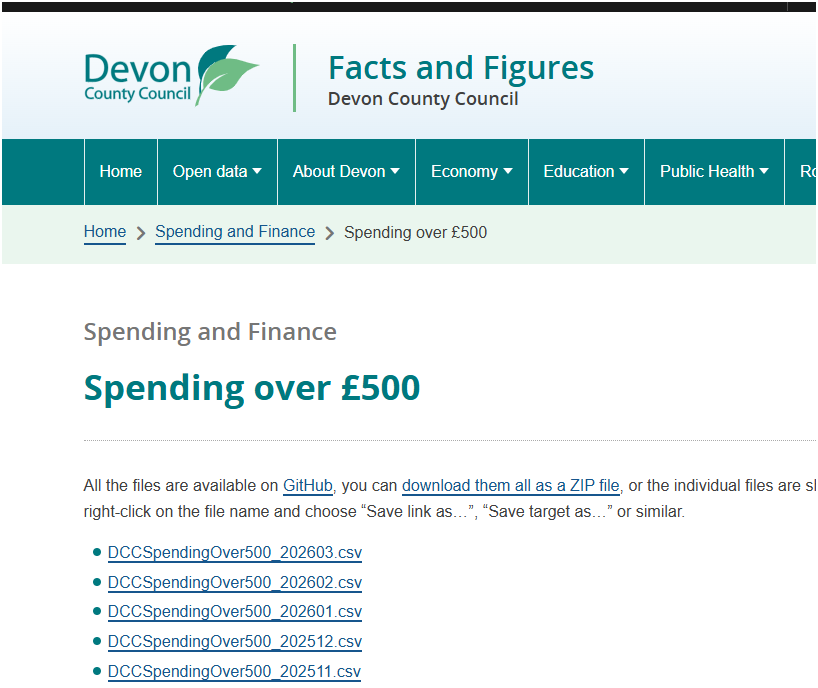 Devon
County Council
Facts and Figures
Devon County Council
Home Open data About Devon Economy Education Public Health
Home Spending and Finance Spending over £500
Spending and Finance
Spending over £500
All the files are available on GitHub, you can download them all as a ZIP file, or the individual files are
right-click on the file name and choose “Save link as…”, “Save target as…” or similar.
DCCSpendingOver500_202603.csv
DCCSpendingOver500_202602.csv
DCCSpendingOver500_202601.csv
DCCSpendingOver500_202512.csv
DCCSpendingOver500_202511.csv